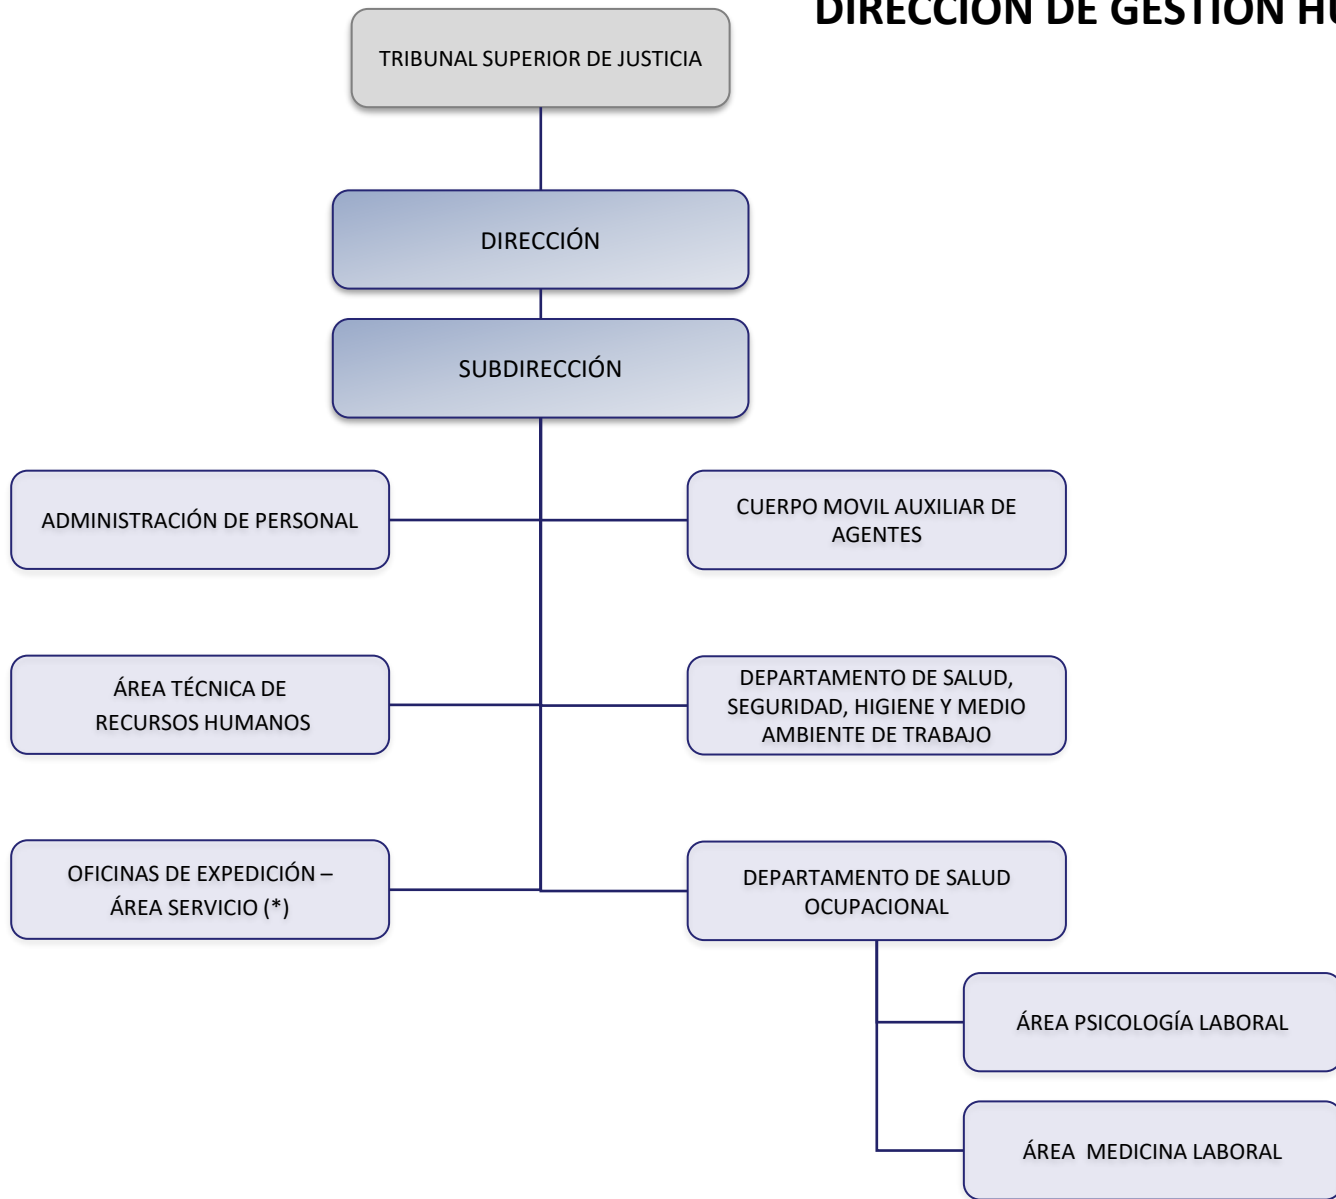 DIRECCIÓN DE GESTIÓN
TRIBUNAL SUPERIOR DE JUSTICIA
DIRECCIÓN
SUBDIRECCIÓN
ADMINISTRACIÓN DE PERSONAL
CUERPO MOVIL AUXILIAR DE
AGENTES
ÁREA TÉCNICA DE
RECURSOS HUMANOS
DEPARTAMENTO DE SALUD,
SEGURIDAD, HIGIENE Y MEDIO
AMBIENTE DE TRABAJO
OFICINAS DE EXPEDICIÓN –
ÁREA SERVICIO (*)
DEPARTAMENTO DE SALUD
OCUPACIONAL
ÁREA PSICOLOGÍA LABORAL
ÁREA MEDICINA LABORAL